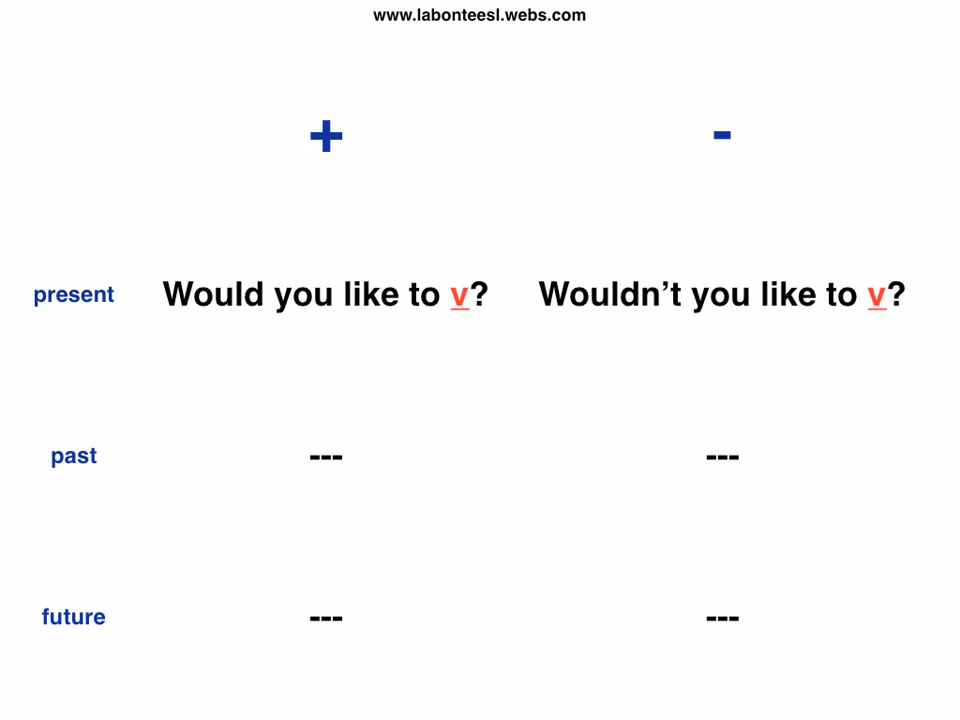 www.labonteesl.webs.com
+ -
present Would you like to v? Wouldn’t you like to v?
past --- ---
future --- ---